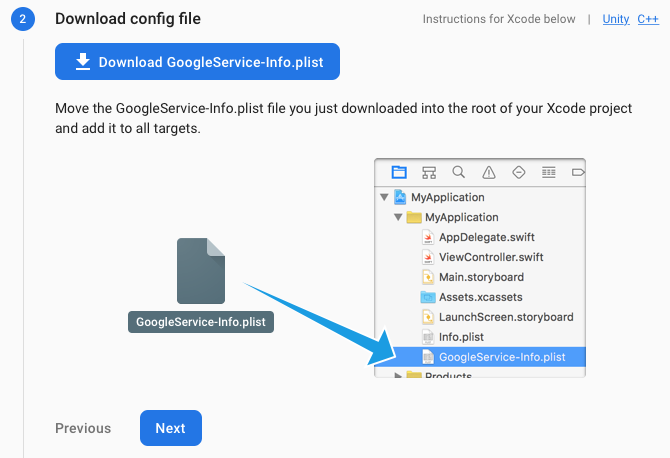 2 Download config file Instructions for Xcode below | Unity C++
Download GoogleService-Info.plist
Move the GoogleService-Info.plist file you just downloaded into the root of your Xcode project
and add it to all targets.
MyApplication
MyApplication
AppDelegate.swift
ViewController.swift
Main.storyboard
Assets.xcassets
GoogleService-Info.plist
LaunchScreen.storyboard
Info.plist
GoogleService-Info.plist
Products
Previous Next